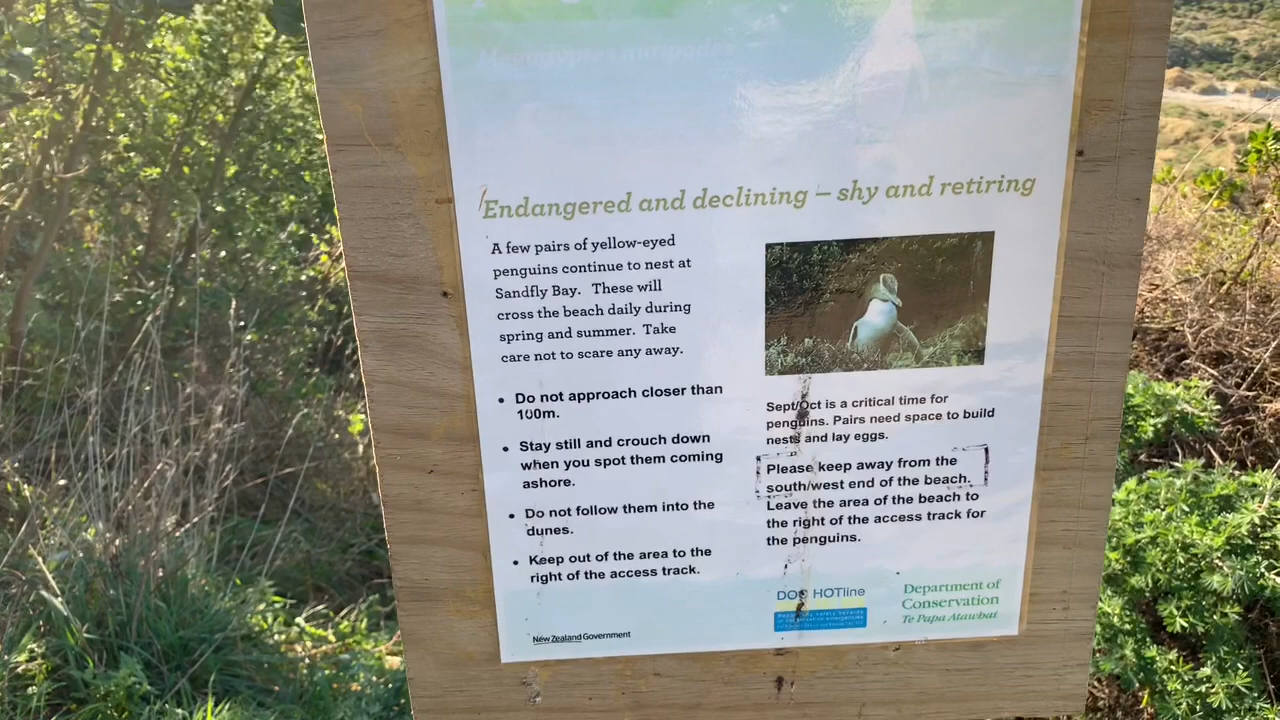 Megadyptes antipodes
Endangered and declining – shy and retiring
A few pairs of yellow-eyed
penguins continue to nest at
Sandfly Bay. These will
cross the beach daily during
spring and summer. Take
care not to scare any away.
• Do not approach closer than
100m.
• Stay still and crouch down
when you spot them coming
ashore.
• Do not follow them into the
dunes.
• Keep out of the area to the
right of the access track.
New Zealand Government
Sept/Oct is a critical time for
penguins. Pairs need space to build
nests and lay eggs.
Please keep away from the
south/west end of the beach.
Leave the area of the beach to
the right of the access track for
the penguins.
DOC HOTline
Department of
Conservation
Te Papa Atawhai